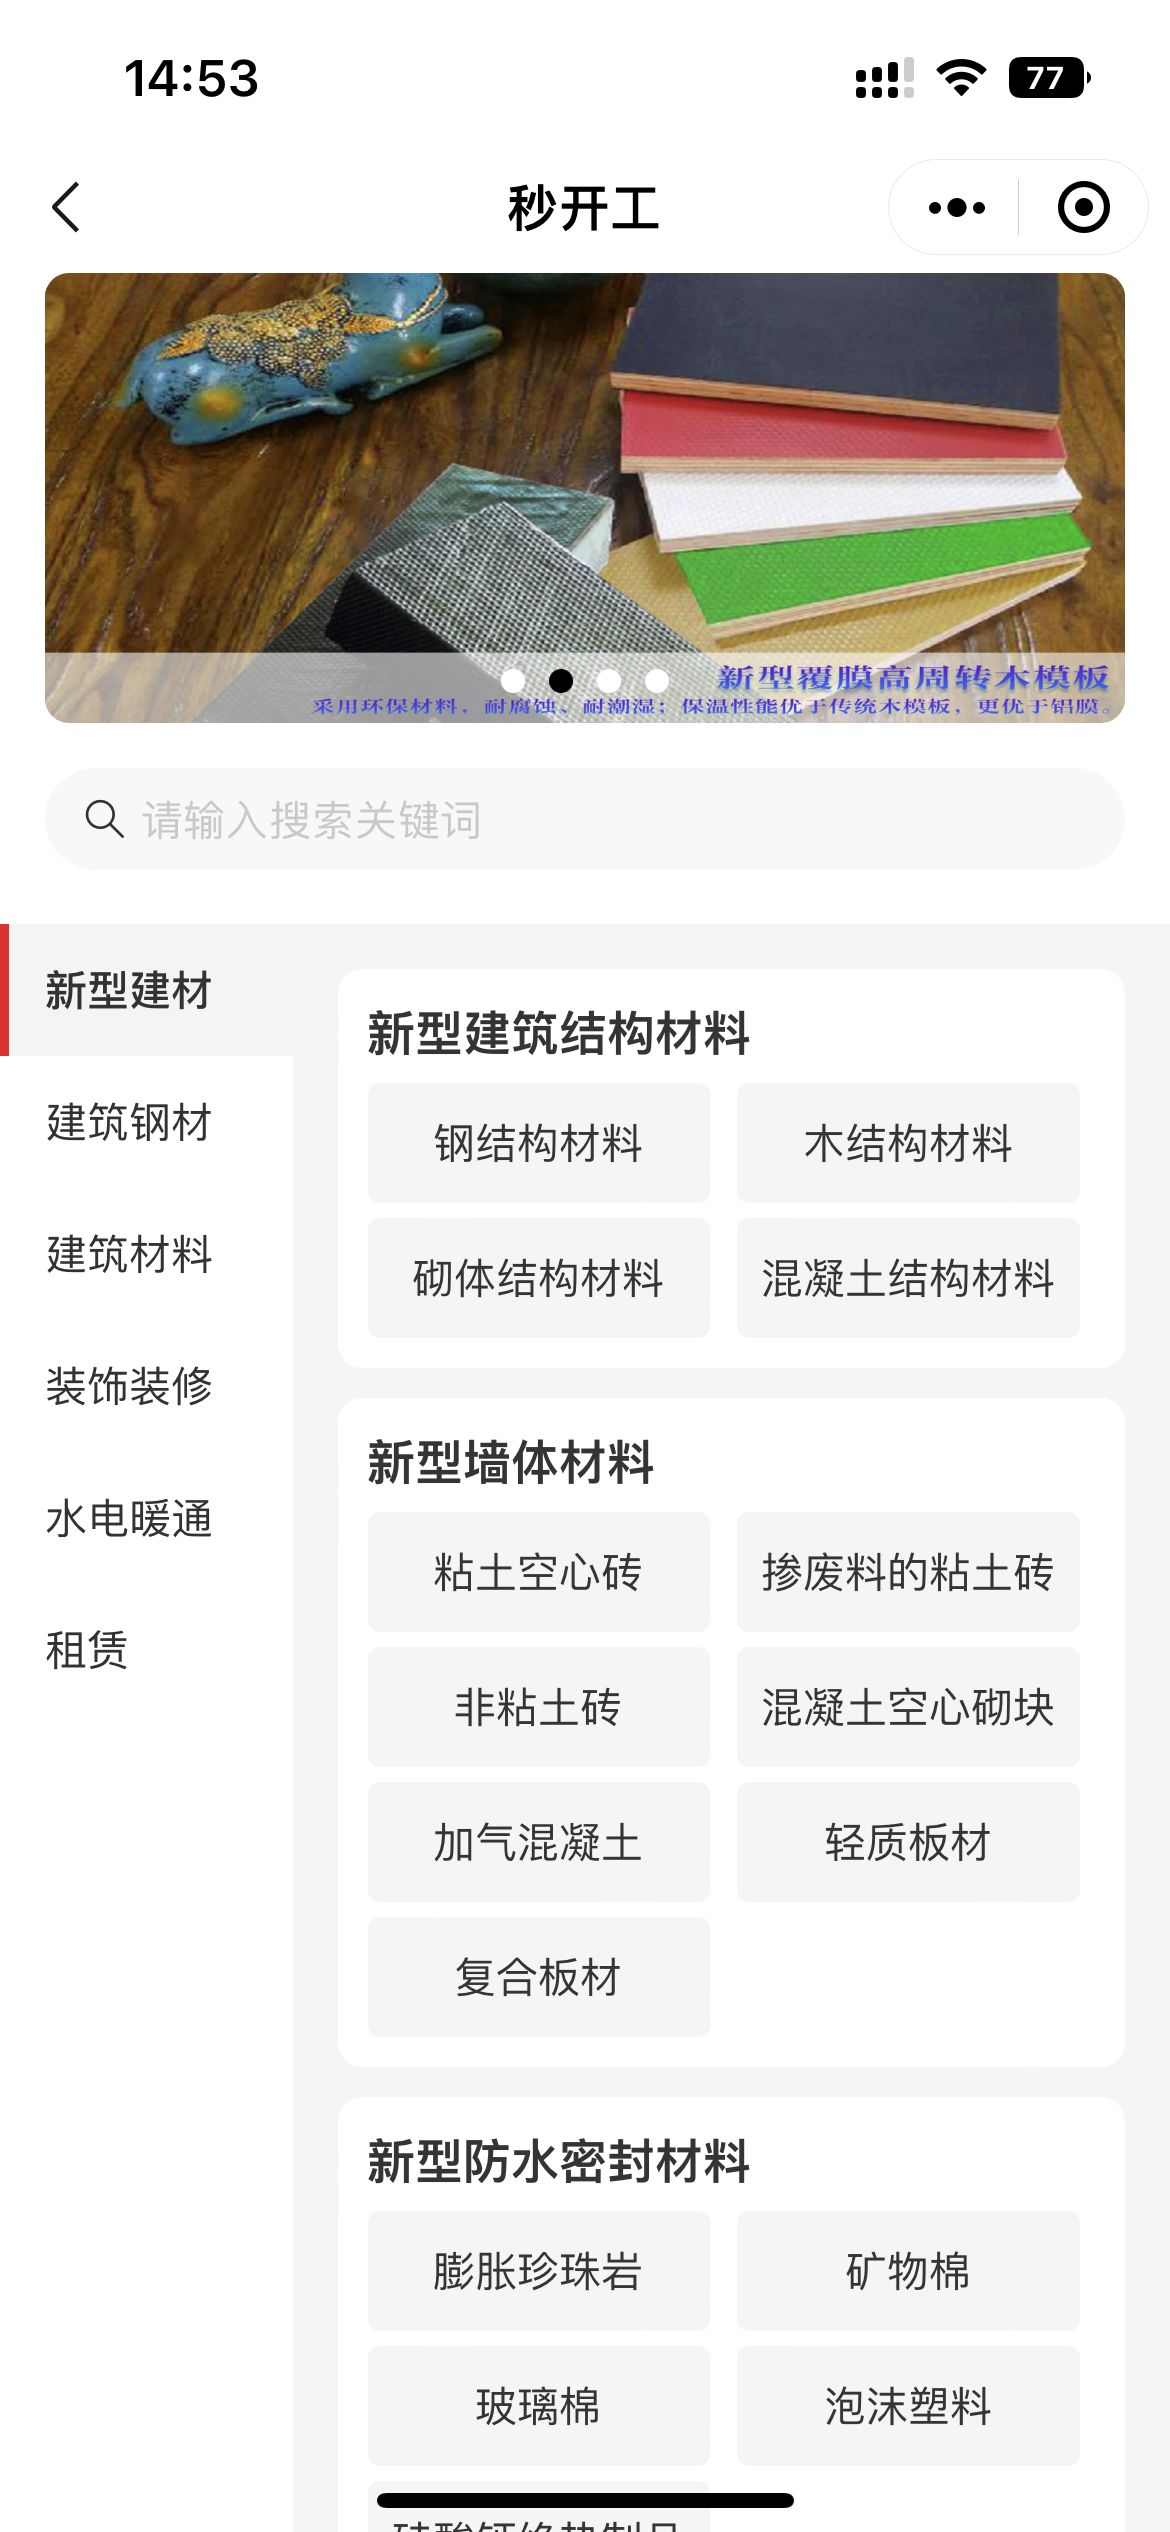 14:53
77
秒开工
新型覆膜高周转木模板
采用环保材料，耐腐蚀、耐潮湿；保温性能优于传统木模板，更优于铝膜。
请输入搜索关键词
新型建材
建筑钢材
建筑材料
装饰装修
水电暖通
租赁
新型建筑结构材料
钢结构材料
木结构材料
砌体结构材料
混凝土结构材料
新型墙体材料
粘土空心砖
掺废料的粘土砖
非粘土砖
混凝土空心砌块
加气混凝土
轻质板材
复合板材
新型防水密封材料
膨胀珍珠岩
矿物棉
玻璃棉
泡沫塑料